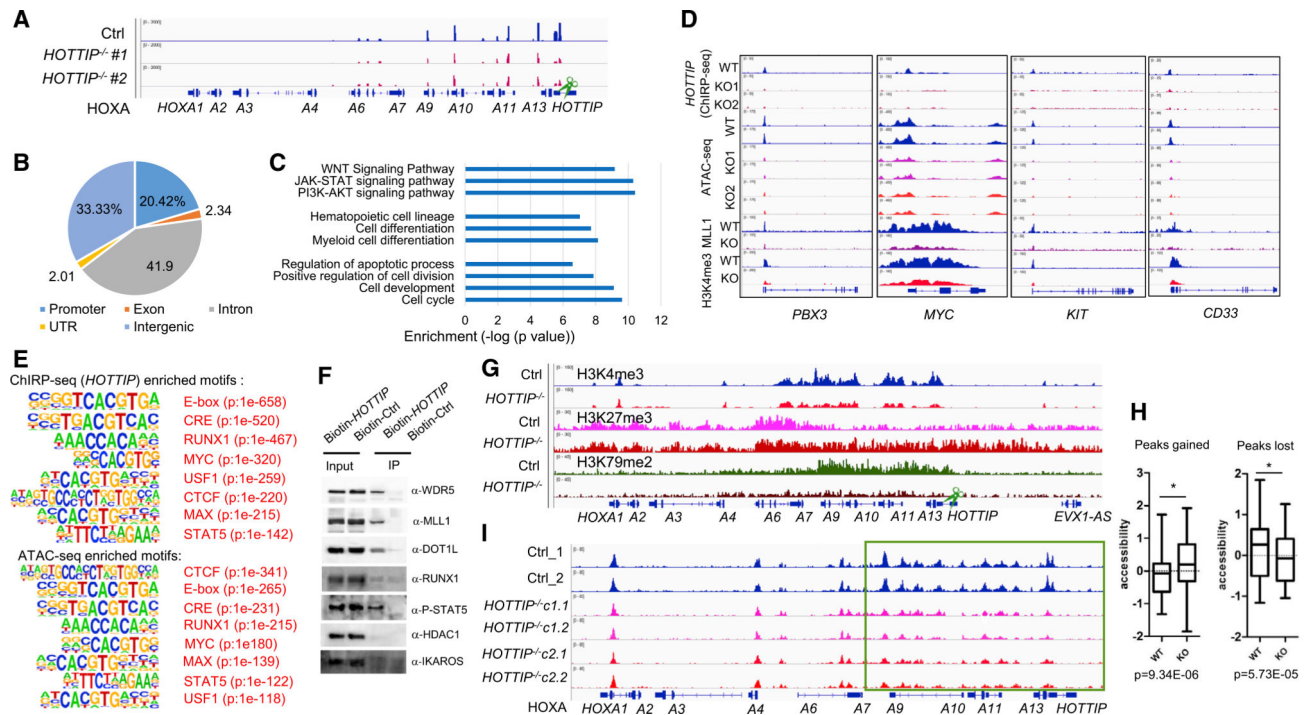 A
Ctrl
HOTTIP-/- #1
HOTTIP-/- #2
HOXA
HOXA1 A2 A3 A4 A6 A7 A9 A10 A11 A13 HOTTIP
B
33.33%
20.42%
2.34
41.9
2.01
Promoter Exon Intron
UTR Intergenic
C
WNT Signaling Pathway
JAK-STAT signaling pathway
PI3K-AKT signaling pathway
Hematopoietic cell lineage
Cell differentiation
Myeloid cell differentiation
Regulation of apoptotic process
Positive regulation of cell division
Cell development
Cell cycle
0 2 4 6 8 10 12
Enrichment (-log (p value))
D
HOTTIP (ChIRP-seq)
WT
KO1
KO2
ATAC-seq
WT
KO1
KO2
MLL1
WT
KO
H3K4me3
WT
KO
PBX3 MYC KIT CD33
E
ChIRP-seq (HOTTIP) enriched motifs :
E-box (p:1e-658)
CRE (p:1e-520)
RUNX1 (p:1e-467)
MYC (p:1e-320)
USF1 (p:1e-259)
CTCF (p:1e-220)
MAX (p:1e-215)
STAT5 (p:1e-142)
ATAC-seq enriched motifs:
CTCF (p:1e-341)
E-box (p:1e-265)
CRE (p:1e-231)
RUNX1 (p:1e-215)
MYC (p:1e180)
MAX (p:1e-139)
STAT5 (p:1e-122)
USF1 (p:1e-118)
F
Biotin-HOTTIP
Biotin-Ctrl
Biotin-HOTTIP
Biotin-Ctrl
Input IP
α-WDR5
α-MLL1
α-DOT1L
α-RUNX1
α-P-STAT5
α-HDAC1
α-IKAROS
G
Ctrl H3K4me3
HOTTIP-/-
Ctrl H3K27me3
HOTTIP-/-
Ctrl H3K79me2
HOTTIP-/-
HOXA1 A2 A3 A4 A6 A7 A9 A10 A11 A13 HOTTIP EVX1-AS
H
Peaks gained
accessibility
3
2
1
0
-1
-2
*
WT KO
p=9.34E-06
Peaks lost
accessibility
2
1
0
-1
-2
*
WT KO
p=5.73E-05
I
Ctrl_1
Ctrl_2
HOTTIP-/-c1.1
HOTTIP-/-c1.2
HOTTIP-/-c2.1
HOTTIP-/-c2.2
HOXA
HOXA1 A2 A3 A4 A6 A7 A9 A10 A11 A13 HOTTIP